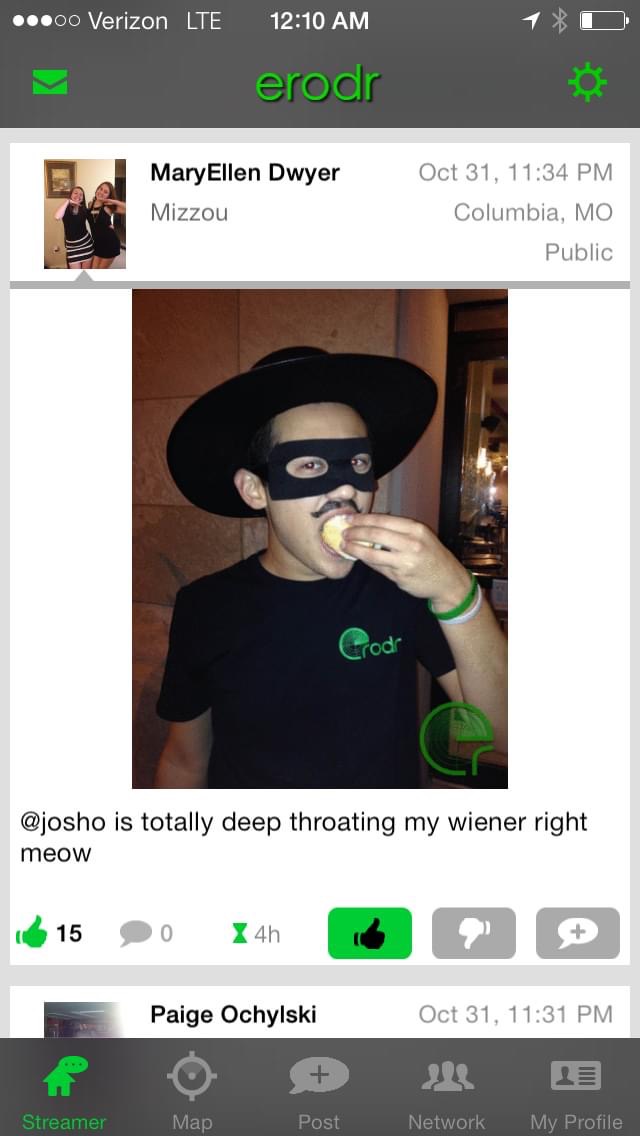 Verizon LTE 12:10 AM
erodr
MaryEllen Dwyer Oct 31, 11:34 PM
Mizzou Columbia, MO
Public
erodr
er
@josho is totally deep throating my wiener right
meow
15 0 4h
Paige Ochylski Oct 31, 11:31 PM
Streamer Map Post Network My Profile